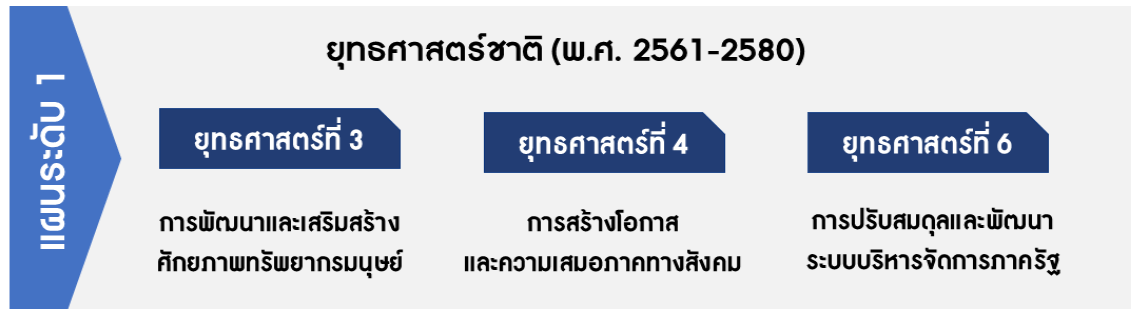 แผนระดับ 1
ยุทธศาสตร์ชาติ (พ.ศ. 2561-2580)
ยุทธศาสตร์ที่ 3
การพัฒนาและเสริมสร้าง
ศักยภาพทรัพยากรมนุษย์
ยุทธศาสตร์ที่ 4
การสร้างโอกาส
และความเสมอภาคทางสังคม
ยุทธศาสตร์ที่ 6
การปรับสมดุลและพัฒนา
ระบบบริหารจัดการภาครัฐ